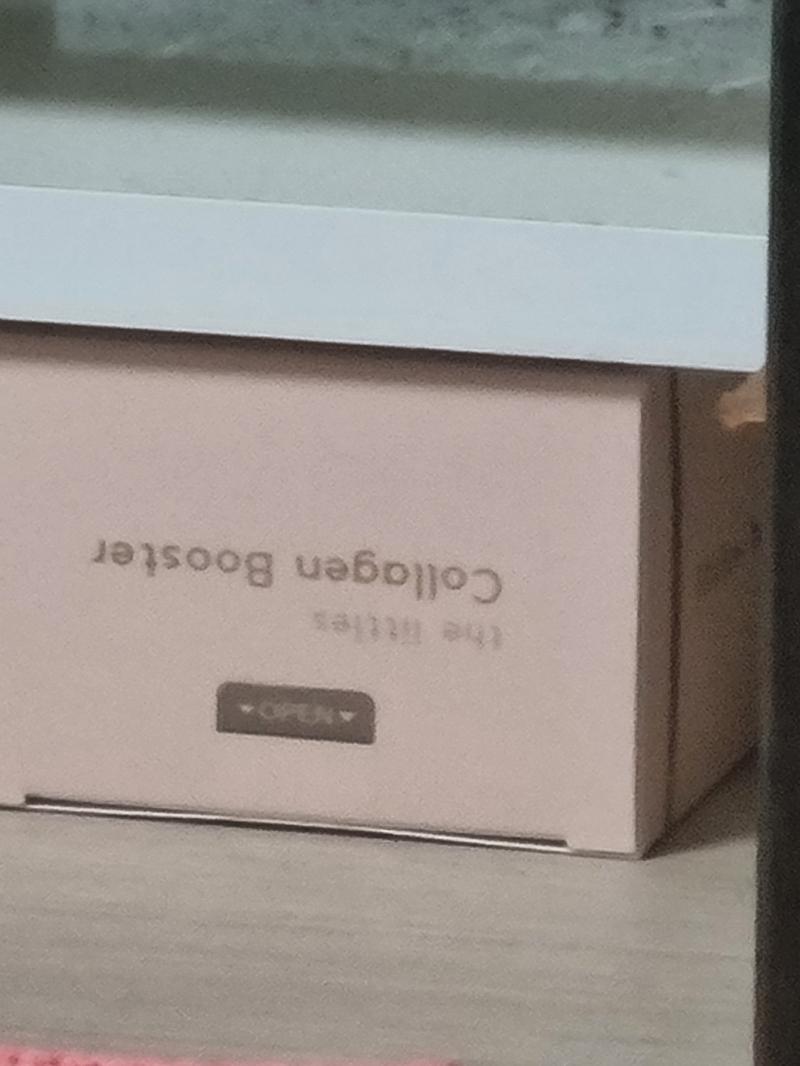 the littles
Collagen Booster
OPEN